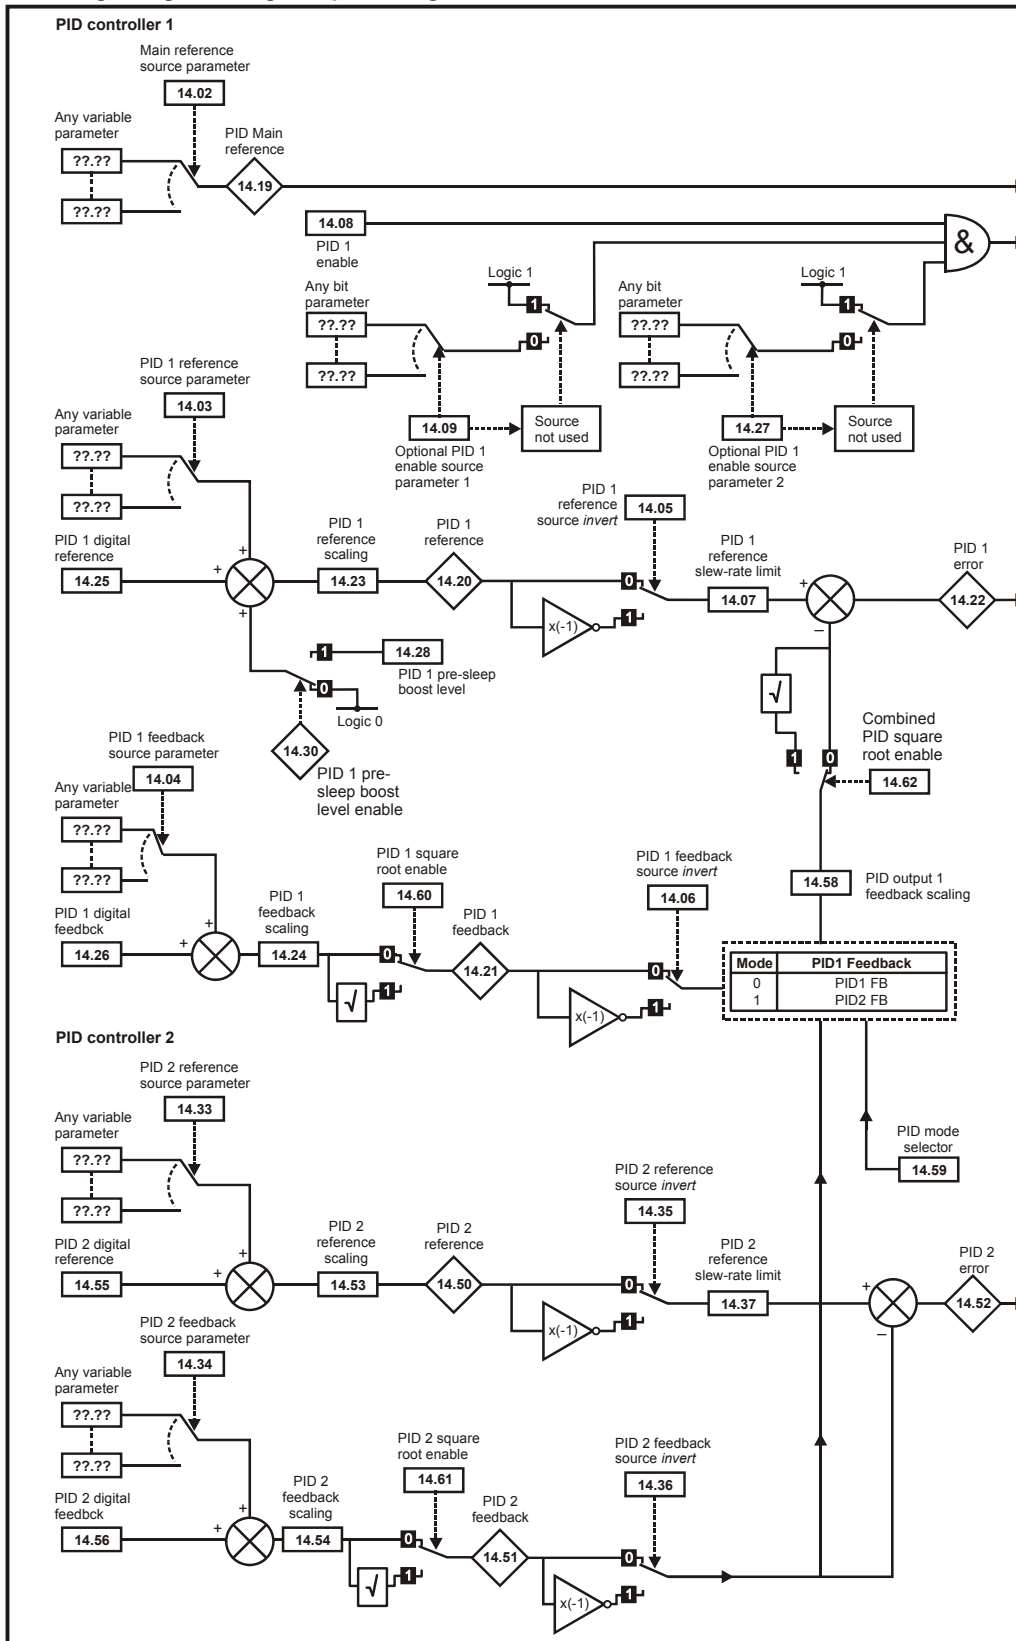 PID controller 1
Main reference
source parameter
14.02
Any variable
parameter
??.??
??.??
PID Main
reference
14.19
14.08
PID 1
enable
&
Logic 1
Any bit
parameter
??.??
??.??
1
0
14.09
Source
not used
Optional PID 1
enable source
parameter 1
Logic 1
Any bit
parameter
??.??
??.??
1
0
14.27
Source
not used
Optional PID 1
enable source
parameter 2
PID 1 reference
source parameter
14.03
Any variable
parameter
??.??
??.??
PID 1 digital
reference
14.25
+
+
+
PID 1
reference
scaling
14.23
PID 1
reference
14.20
PID 1
reference
source invert
14.05
0
1
x(-1)
PID 1
reference
slew-rate limit
14.07
+
–
PID 1
error
14.22
1
0
14.28
PID 1 pre-sleep
boost level
Logic 0
14.30
PID 1 pre-
sleep boost
level enable
√
1
0
Combined
PID square
root enable
14.62
14.58
PID output 1
feedback scaling
PID 1 feedback
source parameter
14.04
Any variable
parameter
??.??
??.??
PID 1 digital
feedbck
14.26
+
+
PID 1
feedback
scaling
14.24
PID 1 square
root enable
14.60
0
1
√
PID 1
feedback
14.21
PID 1 feedback
source invert
14.06
0
1
x(-1)
Mode PID1 Feedback
0 PID1 FB
1 PID2 FB
PID mode
selector
14.59
PID controller 2
PID 2 reference
source parameter
14.33
Any variable
parameter
??.??
??.??
PID 2 digital
reference
14.55
+
+
PID 2
reference
scaling
14.53
PID 2
reference
14.50
PID 2 reference
source invert
14.35
0
1
x(-1)
PID 2
reference
slew-rate limit
14.37
+
–
PID 2
error
14.52
PID 2 feedback
source parameter
14.34
Any variable
parameter
??.??
??.??
PID 2 digital
feedbck
14.56
+
+
PID 2
feedback
scaling
14.54
PID 2 square
root enable
14.61
0
1
√
PID 2
feedback
14.51
PID 2 feedback
source invert
14.36
0
1
x(-1)